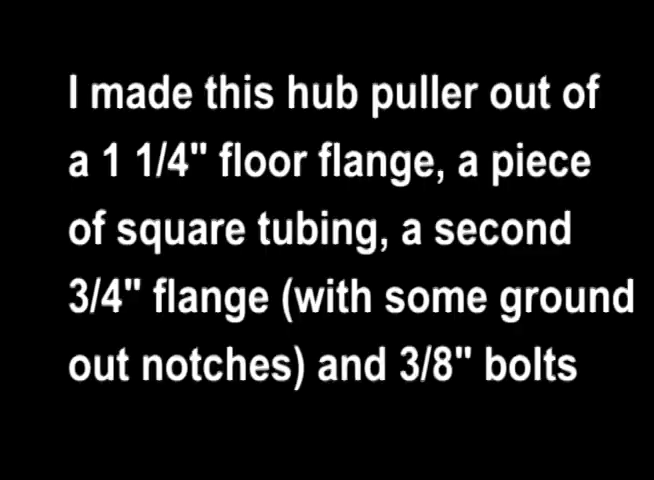 I made this hub puller out of
a 1 1/4" floor flange, a piece
of square tubing, a second
3/4" flange (with some ground
out notches) and 3/8" bolts